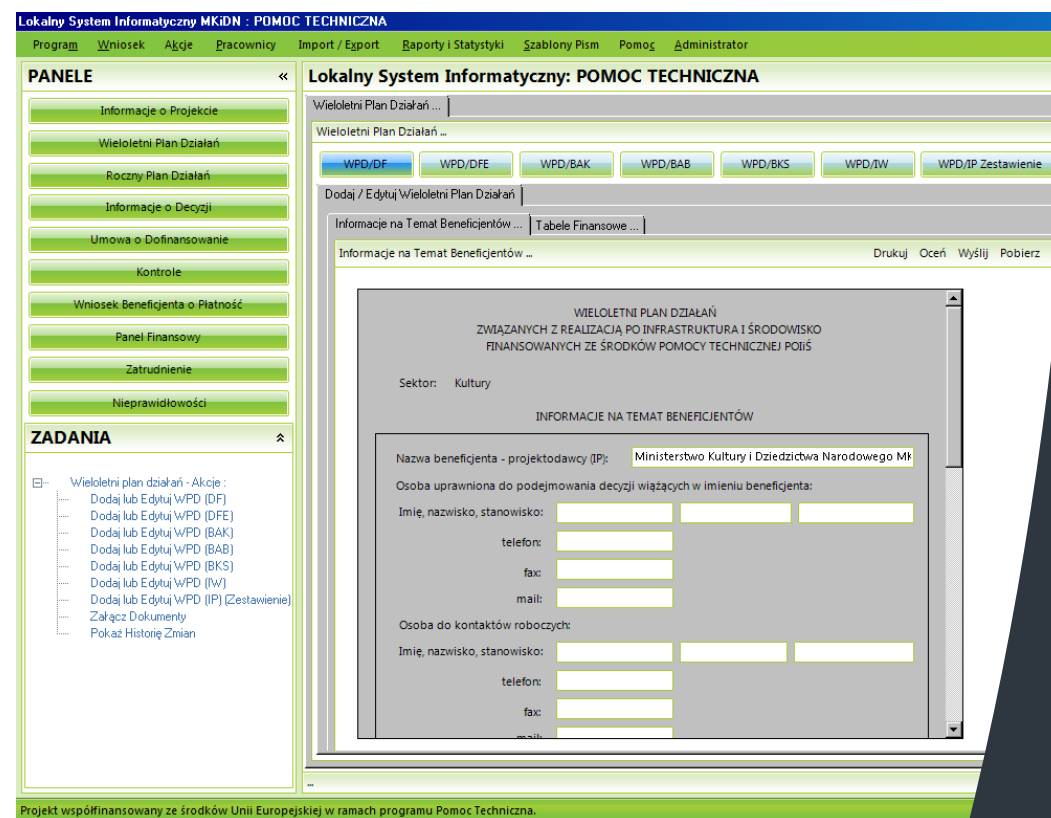 Lokalny System Informatyczny MKiDN : POMOC TECHNICZNA
Program Wniosek Akcje Pracownicy Import / Export Raporty i Statystyki Szablony Pism Pomoc Administrator
PANELE «
Informacje o Projekcie
Wieloletni Plan Działań
Roczny Plan Działań
Informacje o Decyzji
Umowa o Dofinansowanie
Kontrole
Wniosek Beneficjenta o Płatność
Panel Finansowy
Zatrudnienie
Nieprawidłowości
ZADANIA
Wieloletni plan działań - Akcje :
Dodaj lub Edytuj WPD (DF)
Dodaj lub Edytuj WPD (DFE)
Dodaj lub Edytuj WPD (BAK)
Dodaj lub Edytuj WPD (BAB)
Dodaj lub Edytuj WPD (BKS)
Dodaj lub Edytuj WPD (IW)
Dodaj lub Edytuj WPD (IP) (Zestawienie)
Załącz Dokumenty
Pokaż Historię Zmian
Lokalny System Informatyczny: POMOC TECHNICZNA
Wieloletni Plan Działań ...
Wieloletni Plan Działań ...
WPD/DF WPD/DFE WPD/BAK WPD/BAB WPD/BKS WPD/IW WPD/IP Zestawienie
Dodaj / Edytuj Wieloletni Plan Działań
Informacje na Temat Beneficjentów ... Tabele Finansowe ...
Informacje na Temat Beneficjentów ... Drukuj Oceń Wyślij Pobierz
WIELOLETNI PLAN DZIAŁAŃ
ZWIĄZANYCH Z REALIZACJĄ PO INFRASTRUKTURA I ŚRODOWISKO
FINANSOWANYCH ZE ŚRODKÓW POMOCY TECHNICZNEJ POIiŚ
Sektor: Kultury
INFORMACJE NA TEMAT BENEFICJENTÓW
Nazwa beneficjenta - projektodawcy (IP): Ministerstwo Kultury i Dziedzictwa Narodowego
Osoba uprawniona do podejmowania decyzji wiążących w imieniu beneficjenta:
Imię, nazwisko, stanowisko:
telefon:
fax:
mail:
Osoba do kontaktów roboczych:
Imię, nazwisko, stanowisko:
telefon:
fax:
...
Projekt współfinansowany ze środków Unii Europejskiej w ramach programu Pomoc Techniczna.